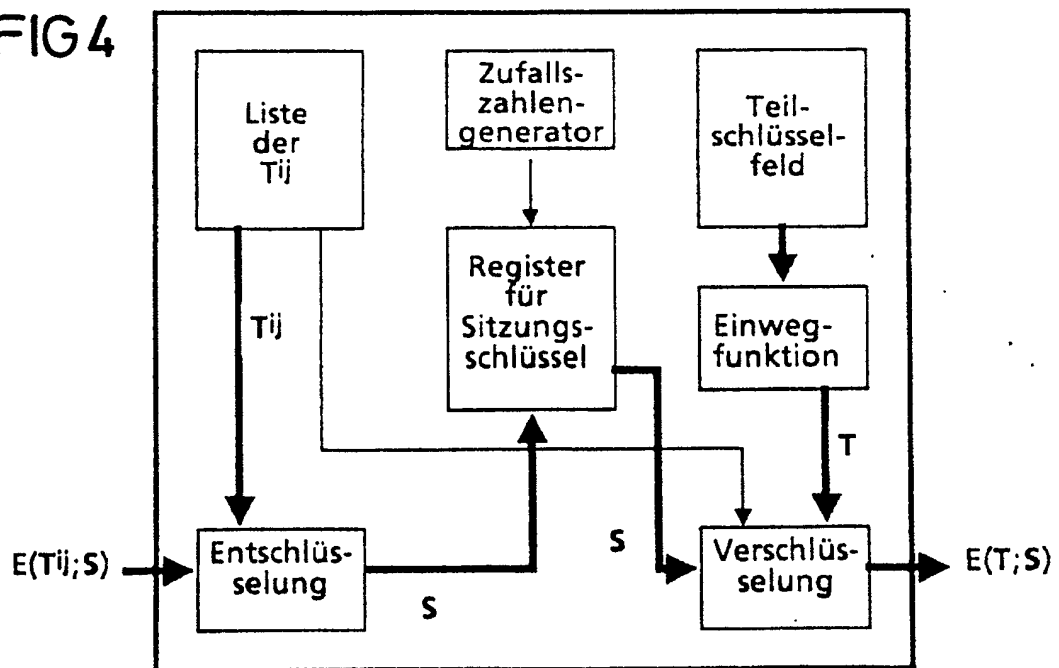 FIG 4
Liste
der
Tij
Zufalls-
zahlen-
generator
Teil-
schlüssel-
feld
Register
für
Sitzungs-
schlüssel
Einweg-
funktion
Tij
T
E(Tij;S)
Entschlüs-
selung
S
S
Verschlüs-
selung
E(T;S)